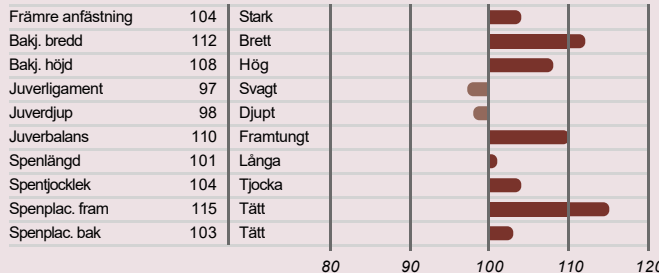 Främre anfästning 104 Stark
Bakj. bredd 112 Brett
Bakj. höjd 108 Hög
Juverligament 97 Svagt
Juverdjup 98 Djupt
Juverbalans 110 Framtungt
Spenlängd 101 Långa
Spentjocklek 104 Tjocka
Spenplac. fram 115 Tätt
Spenplac. bak 103 Tätt
80 90 100 110 120